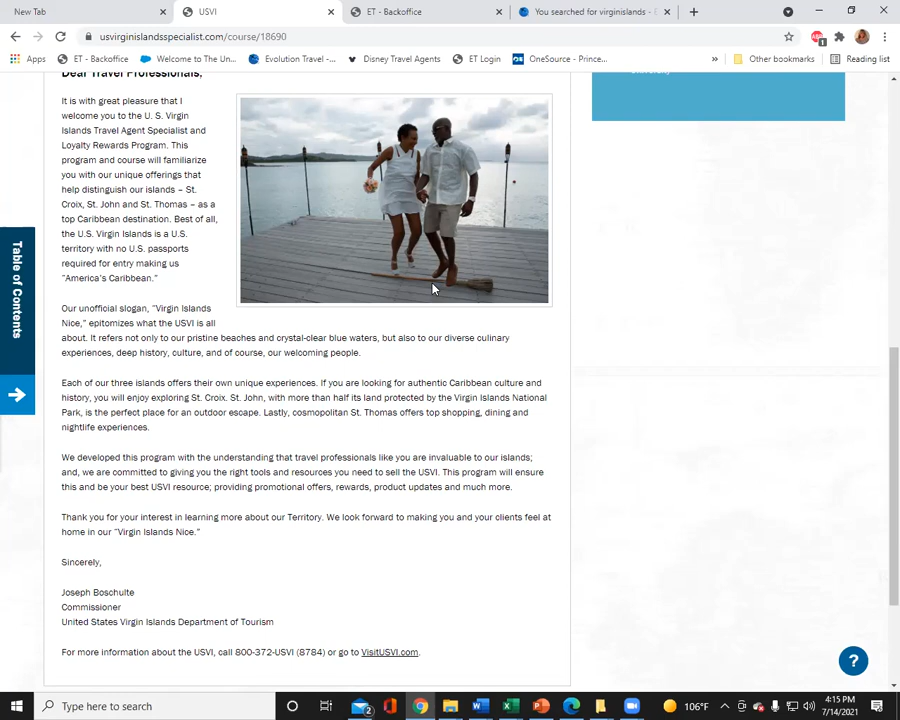 New Tab
USVI
ET - Backoffice
You searched for virginislands - E
usvirginislandsspecialist.com/course/18690
Apps
ET - Backoffice
Welcome to The Un...
Evolution Travel -...
Disney Travel Agents
ET Login
OneSource - Prince...
»
Other bookmarks
Reading list
Dear Travel Professionals,
It is with great pleasure that I
welcome you to the U. S. Virgin
Islands Travel Agent Specialist and
Loyalty Rewards Program. This
program and course will familiarize
you with our unique offerings that
help distinguish our islands – St.
Croix, St. John and St. Thomas – as a
top Caribbean destination. Best of all,
the U.S. Virgin Islands is a U.S.
territory with no U.S. passports
required for entry making us
“America’s Caribbean.”
Our unofficial slogan, “Virgin Islands
Nice,” epitomizes what the USVI is all
about. It refers not only to our pristine beaches and crystal-clear blue waters, but also to our diverse culinary
experiences, deep history, culture, and of course, our welcoming people.
Each of our three islands offers their own unique experiences. If you are looking for authentic Caribbean culture and
history, you will enjoy exploring St. Croix. St. John, with more than half its land protected by the Virgin Islands National
Park, is the perfect place for an outdoor escape. Lastly, cosmopolitan St. Thomas offers top shopping, dining and
nightlife experiences.
We developed this program with the understanding that travel professionals like you are invaluable to our islands;
and, we are committed to giving you the right tools and resources you need to sell the USVI. This program will ensure
this and be your best USVI resource; providing promotional offers, rewards, product updates and much more.
Thank you for your interest in learning more about our Territory. We look forward to making you and your clients feel at
home in our “Virgin Islands Nice.”
Sincerely,
Joseph Boschulte
Commissioner
United States Virgin Islands Department of Tourism
For more information about the USVI, call 800-372-USVI (8784) or go to VisitUSVI.com.
Table of Contents
?
Type here to search
2
106°F
4:15 PM
7/14/2021